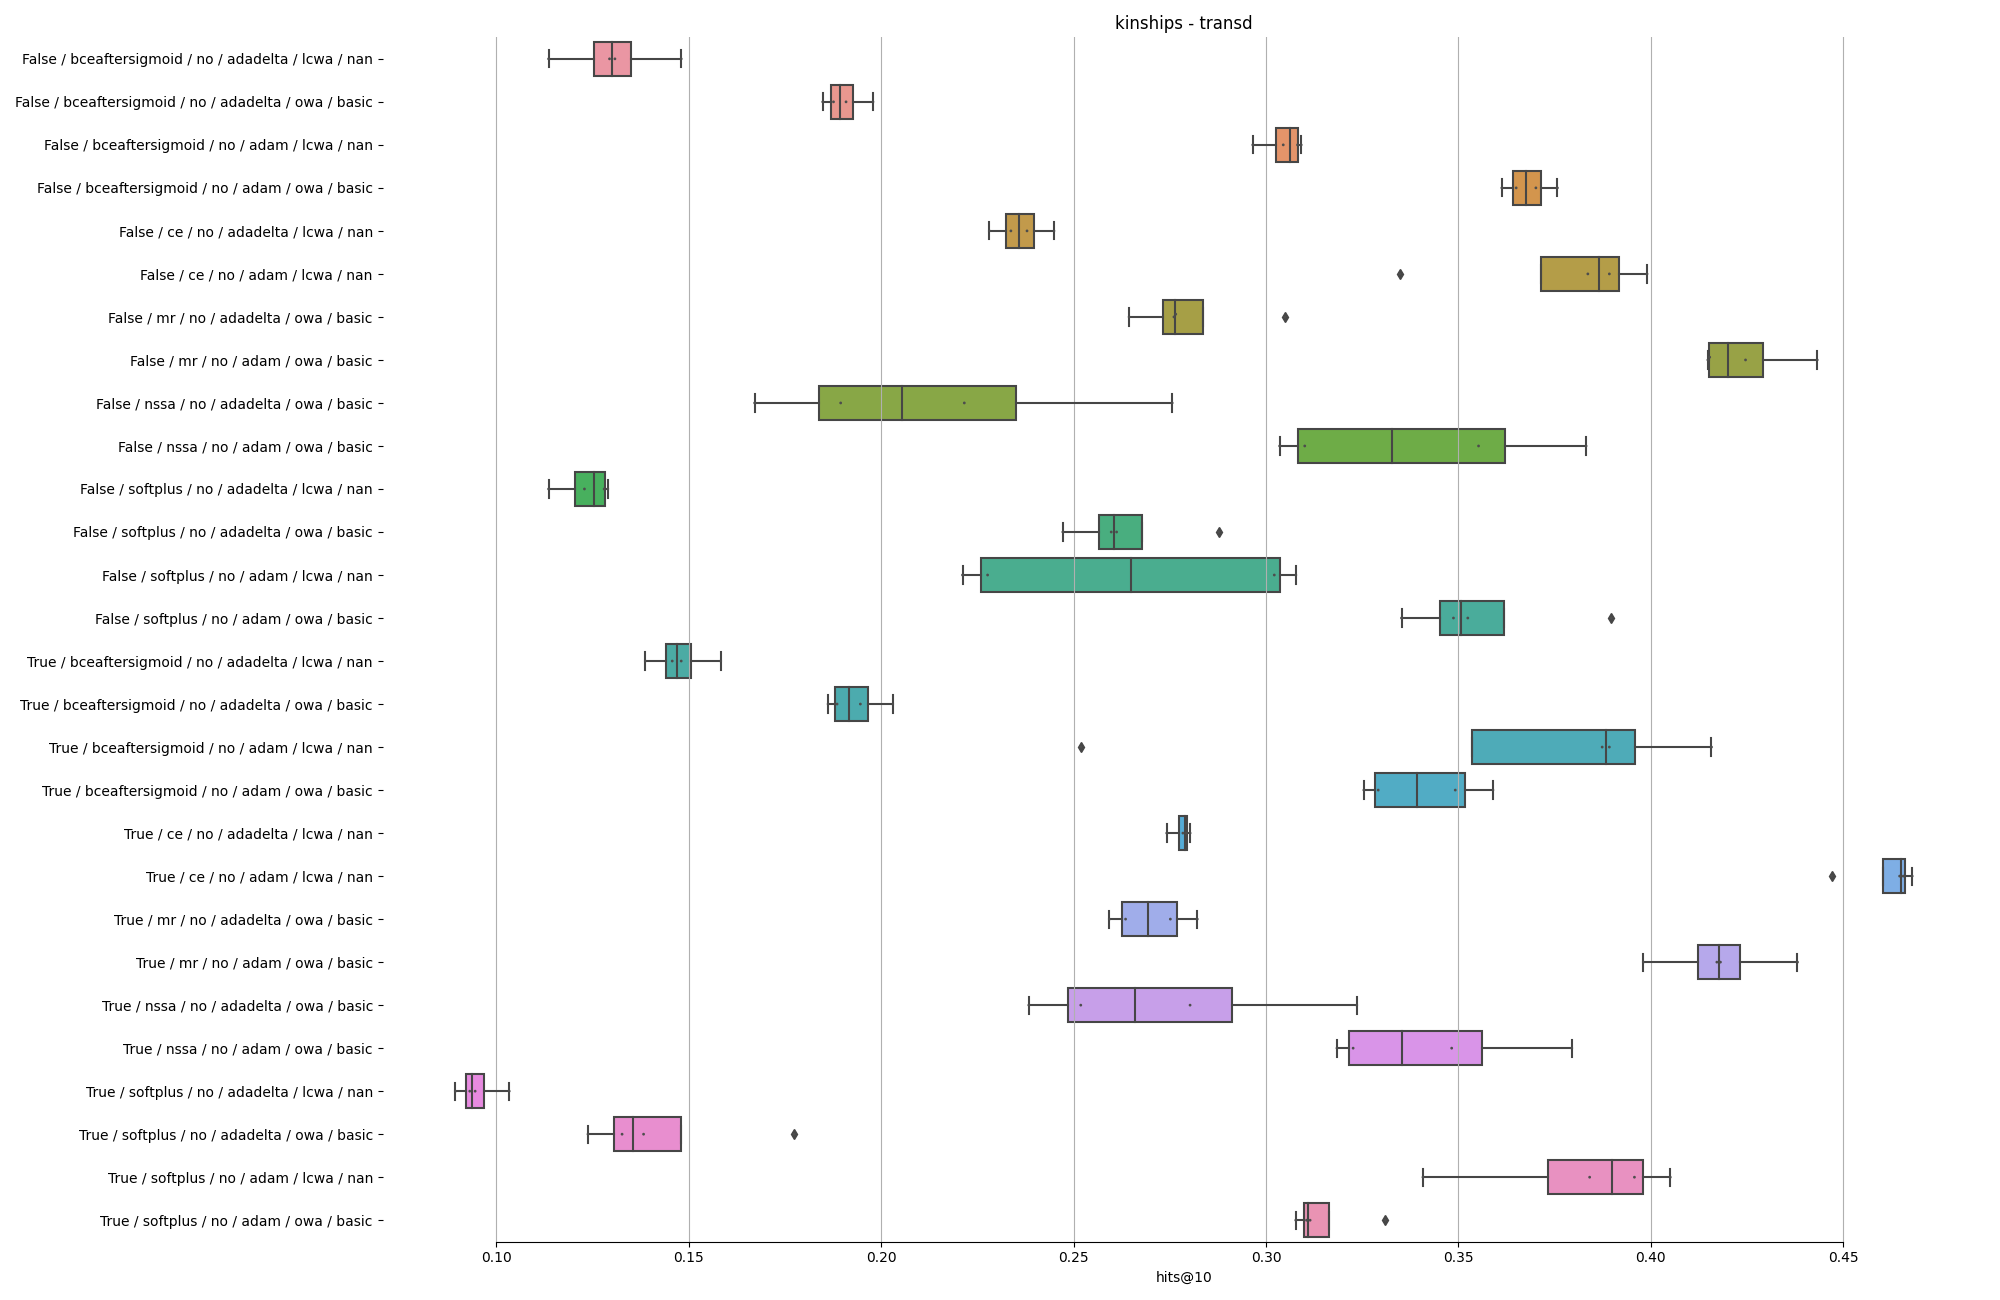 kinships - transd
False / bceaftersigmoid / no / adadelta / lcwa / nan
False / bceaftersigmoid / no / adadelta / owa / basic
False / bceaftersigmoid / no / adam / lcwa / nan
False / bceaftersigmoid / no / adam / owa / basic
False / ce / no / adadelta / lcwa / nan
False / ce / no / adam / lcwa / nan
False / mr / no / adadelta / owa / basic
False / mr / no / adam / owa / basic
False / nssa / no / adadelta / owa / basic
False / nssa / no / adam / owa / basic
False / softplus / no / adadelta / lcwa / nan
False / softplus / no / adadelta / owa / basic
False / softplus / no / adam / lcwa / nan
False / softplus / no / adam / owa / basic
True / bceaftersigmoid / no / adadelta / lcwa / nan
True / bceaftersigmoid / no / adadelta / owa / basic
True / bceaftersigmoid / no / adam / lcwa / nan
True / bceaftersigmoid / no / adam / owa / basic
True / ce / no / adadelta / lcwa / nan
True / ce / no / adam / lcwa / nan
True / mr / no / adadelta / owa / basic
True / mr / no / adam / owa / basic
True / nssa / no / adadelta / owa / basic
True / nssa / no / adam / owa / basic
True / softplus / no / adadelta / lcwa / nan
True / softplus / no / adadelta / owa / basic
True / softplus / no / adam / lcwa / nan
True / softplus / no / adam / owa / basic
0.10 0.15 0.20 0.25 0.30 0.35 0.40 0.45
hits@10